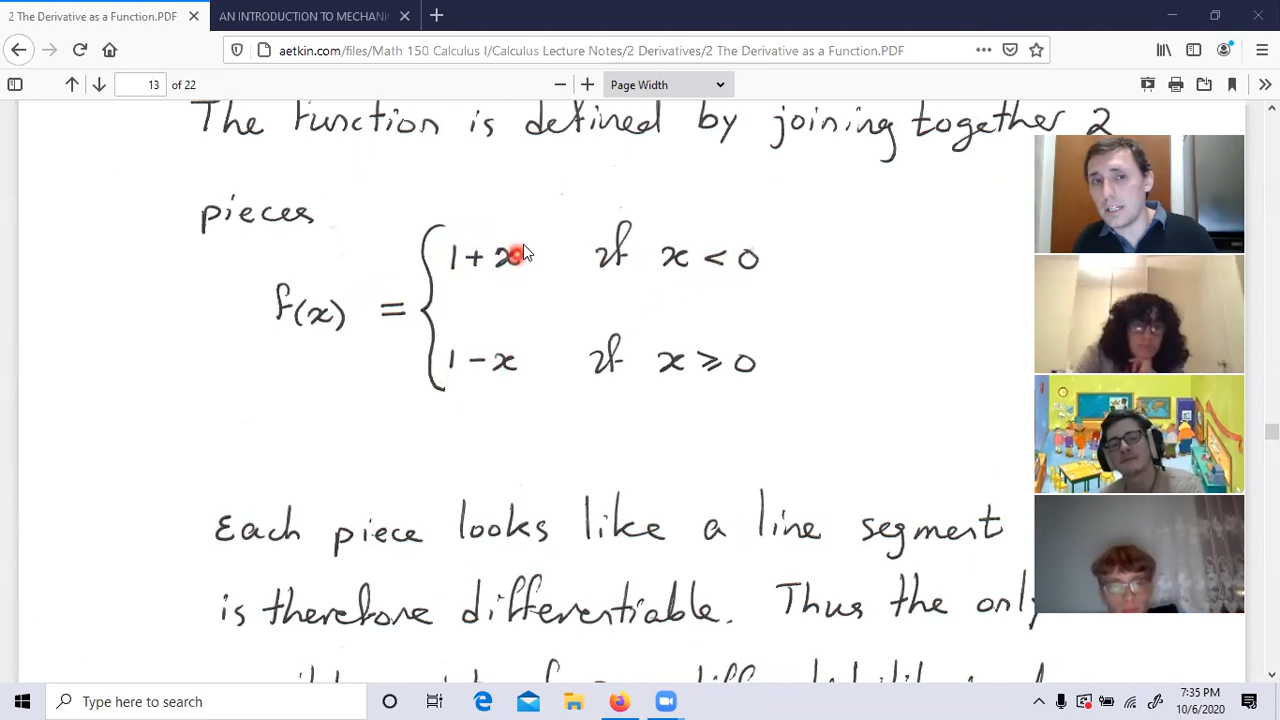 2 The Derivative as a Function.PDF
AN INTRODUCTION TO MECHANI
aetkin.com/files/Math 150 Calculus I/Calculus Lecture Notes/2 Derivatives/2 The Derivative as a Function.PDF
13 of 22
Page Width
The function is defined by joining together 2
pieces
1 + x if x < 0
f(x) =
1 - x if x ⩾ 0
Each piece looks like a line segment
is therefore differentiable. Thus the only
Type here to search
7:35 PM
10/6/2020